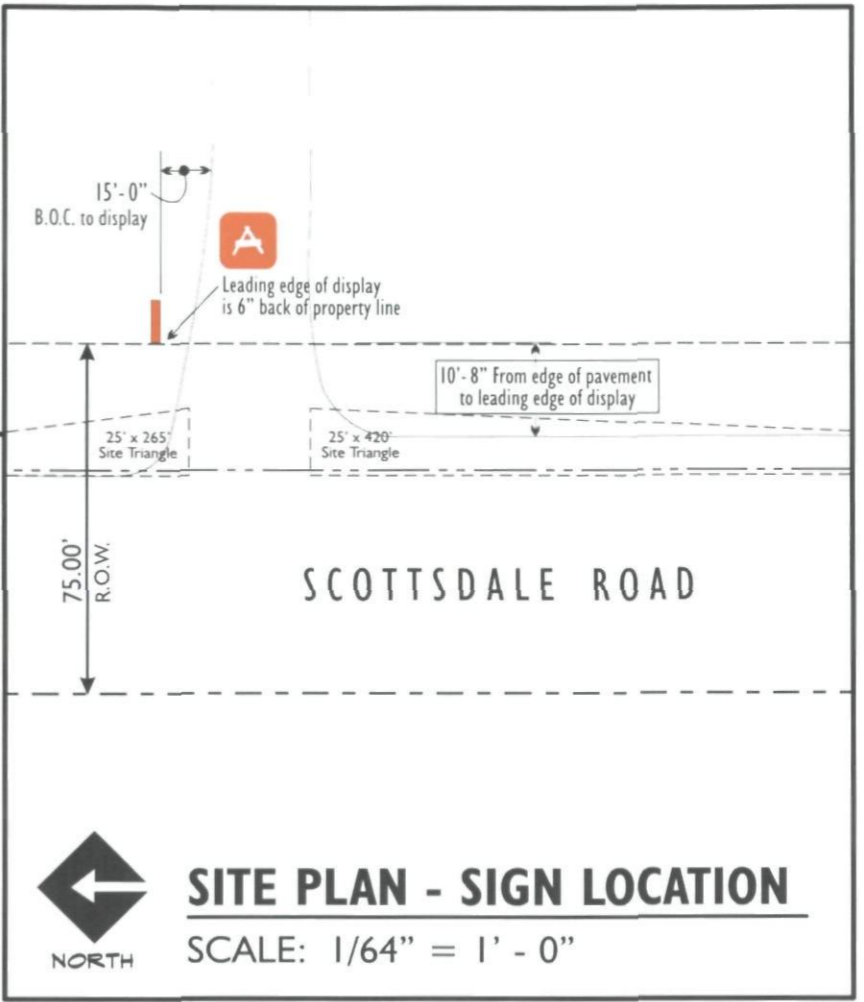 15'-0"
B.O.C. to display
A
Leading edge of display
is 6" back of property line
10'-8" From edge of pavement
to leading edge of display
25' x 265'
Site Triangle
25' x 420'
Site Triangle
75.00'
R.O.W.
SCOTTSDALE ROAD
NORTH
SITE PLAN - SIGN LOCATION
SCALE: 1/64" = 1' - 0"